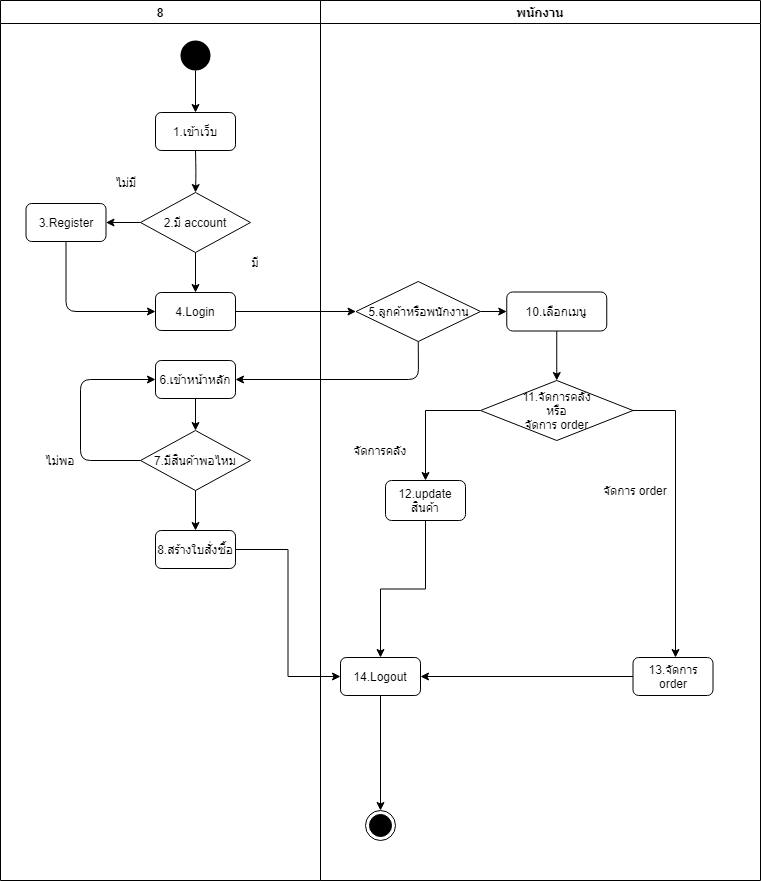 8
พนักงาน
1.เข้าเว็บ
ไม่มี
2.มี account
3.Register
มี
4.Login
5.ลูกค้าหรือพนักงาน
10.เลือกเมนู
6.เข้าหน้าหลัก
11.จัดการคลัง
หรือ
จัดการ order
จัดการคลัง
ไม่พอ
7.มีสินค้าพอไหม
จัดการ order
12.update
สินค้า
8.สร้างใบสั่งซื้อ
14.Logout
13.จัดการ
order